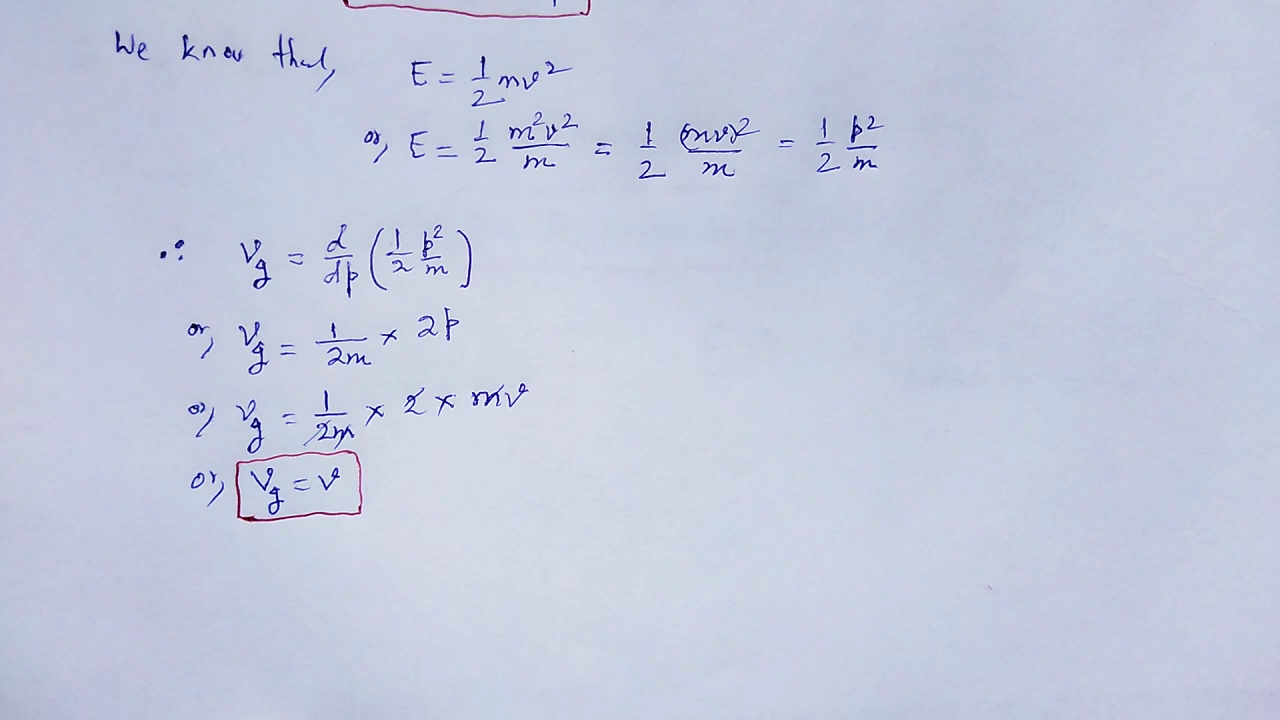 We know that, E = 1/2 mv²
or, E = 1/2 m²v²/m = 1/2 (mv)²/m = 1/2 p²/m
∴ Vg = d/dp (1/2 p²/m)
or, Vg = 1/2m × 2p
or, Vg = 1/2m × 2 × mv
or, Vg = v